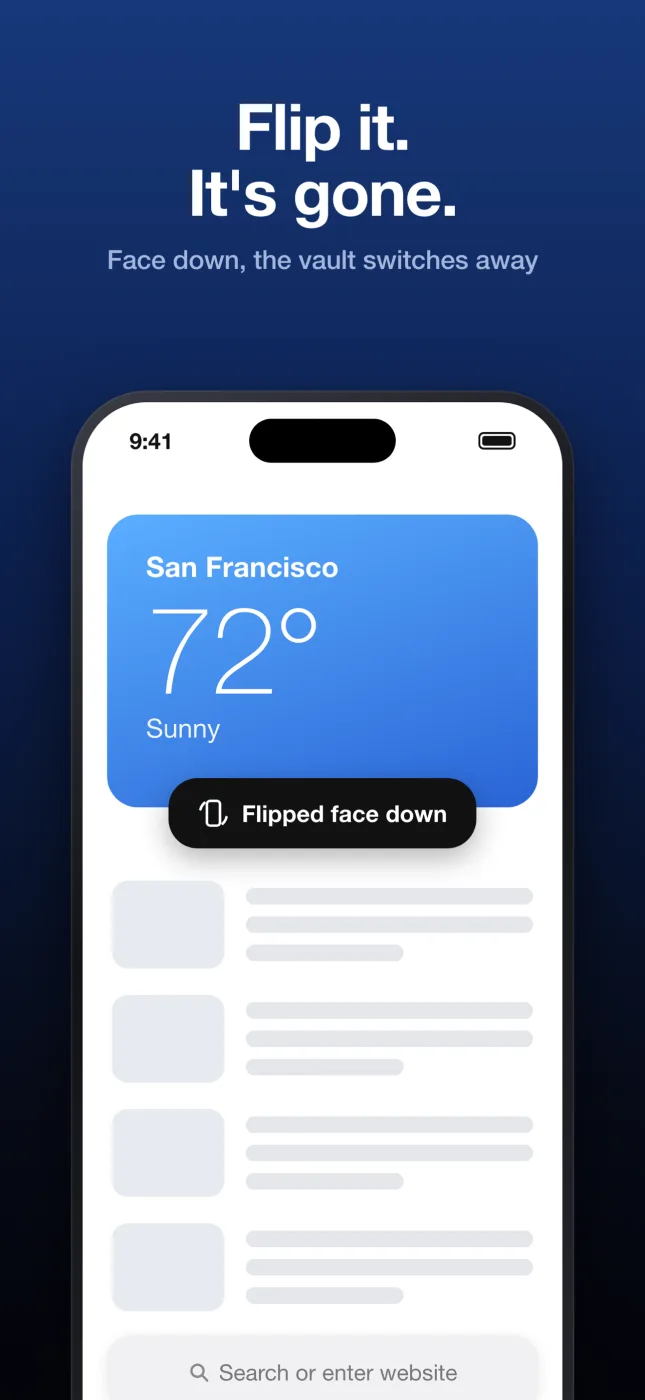 Flip it.
It's gone.
Face down, the vault switches away
9:41
San Francisco
72°
Sunny
Flipped face down
Search or enter website